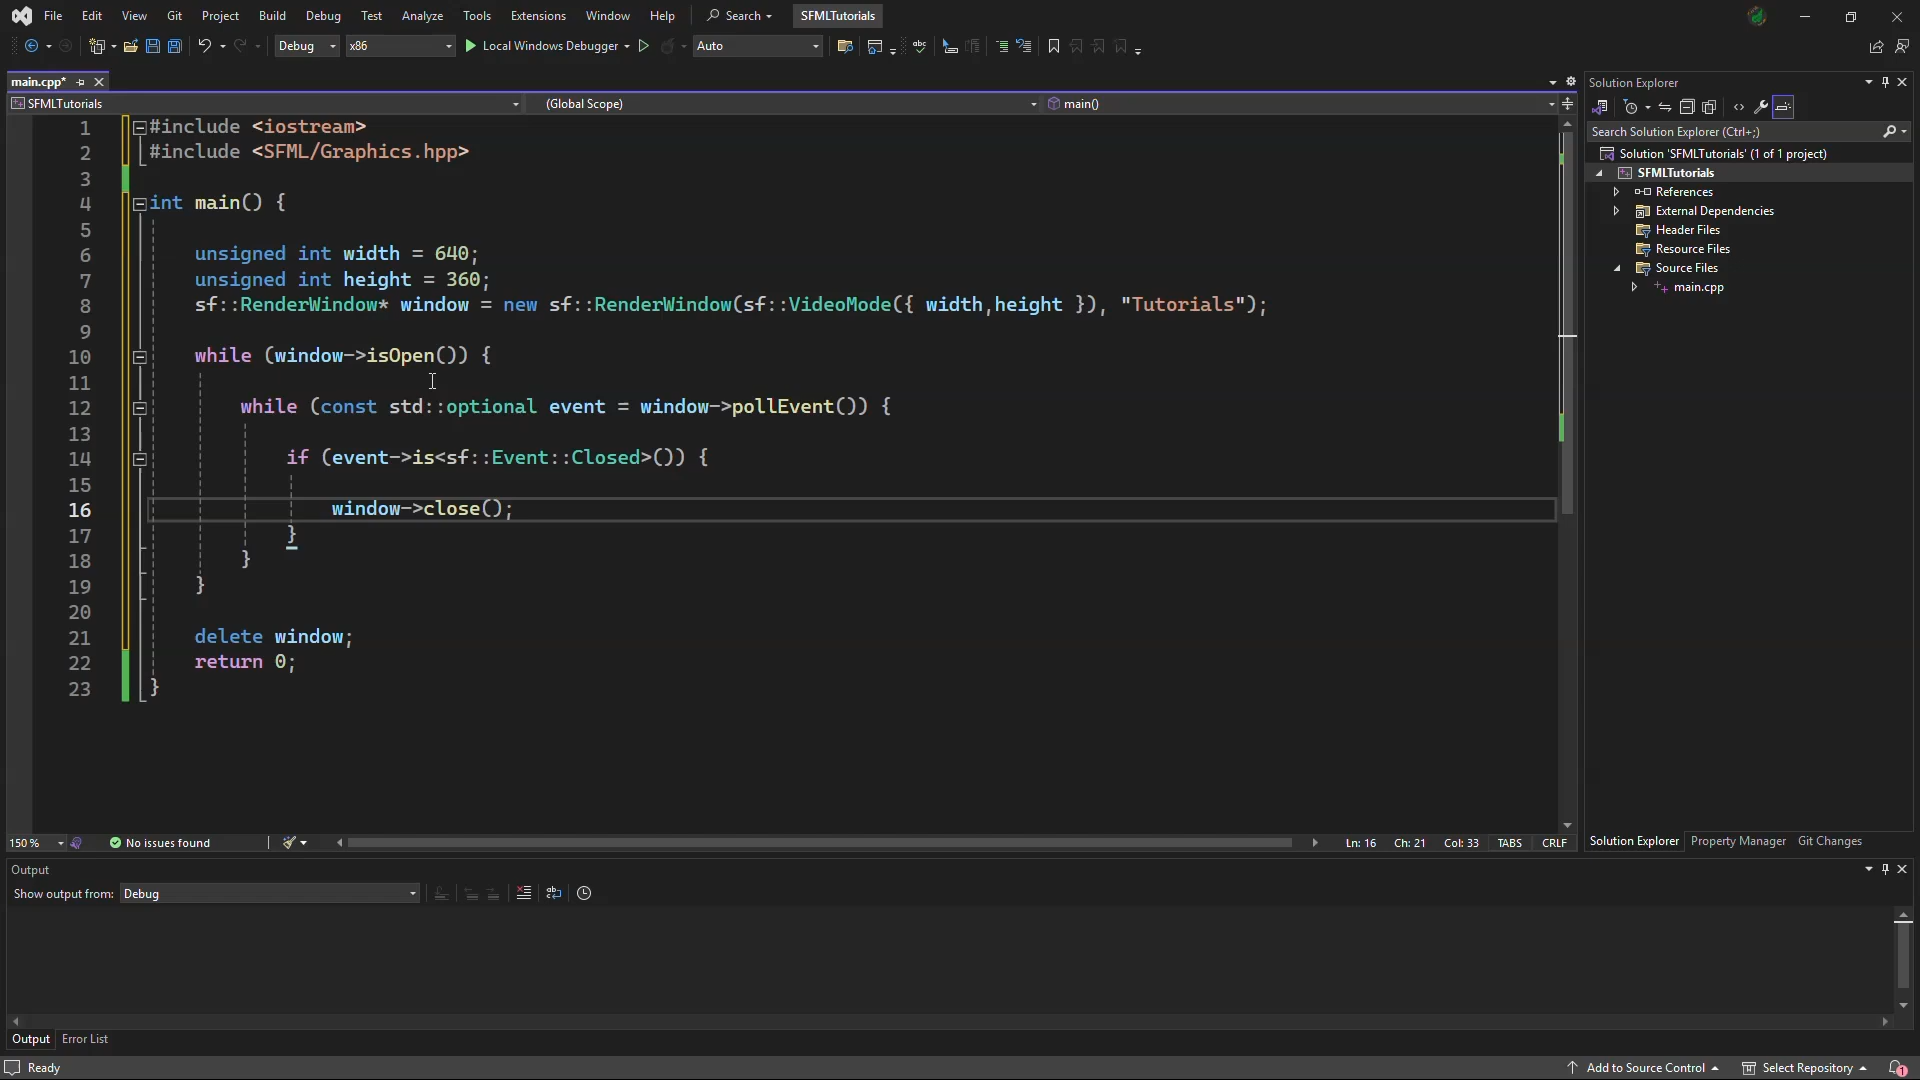 File Edit View Git Project Build Debug Test Analyze Tools Extensions Window Help Search SFMLTutorials
Debug x86 Local Windows Debugger Auto
main.cpp*
SFMLTutorials (Global Scope) main()
1 #include <iostream>
2 #include <SFML/Graphics.hpp>
3
4 int main() {
5
6 unsigned int width = 640;
7 unsigned int height = 360;
8 sf::RenderWindow* window = new sf::RenderWindow(sf::VideoMode({ width,height }), "Tutorials");
9
10 while (window->isOpen()) {
11
12 while (const std::optional event = window->pollEvent()) {
13
14 if (event->is<sf::Event::Closed>()) {
15
16 window->close();
17 }
18 }
19 }
20
21 delete window;
22 return 0;
23 }
150 % No issues found Ln: 16 Ch: 21 Col: 33 TABS CRLF
Solution Explorer
Search Solution Explorer (Ctrl+;)
Solution 'SFMLTutorials' (1 of 1 project)
SFMLTutorials
References
External Dependencies
Header Files
Resource Files
Source Files
main.cpp
Solution Explorer Property Manager Git Changes
Output
Show output from: Debug
Output Error List
Ready Add to Source Control Select Repository 1